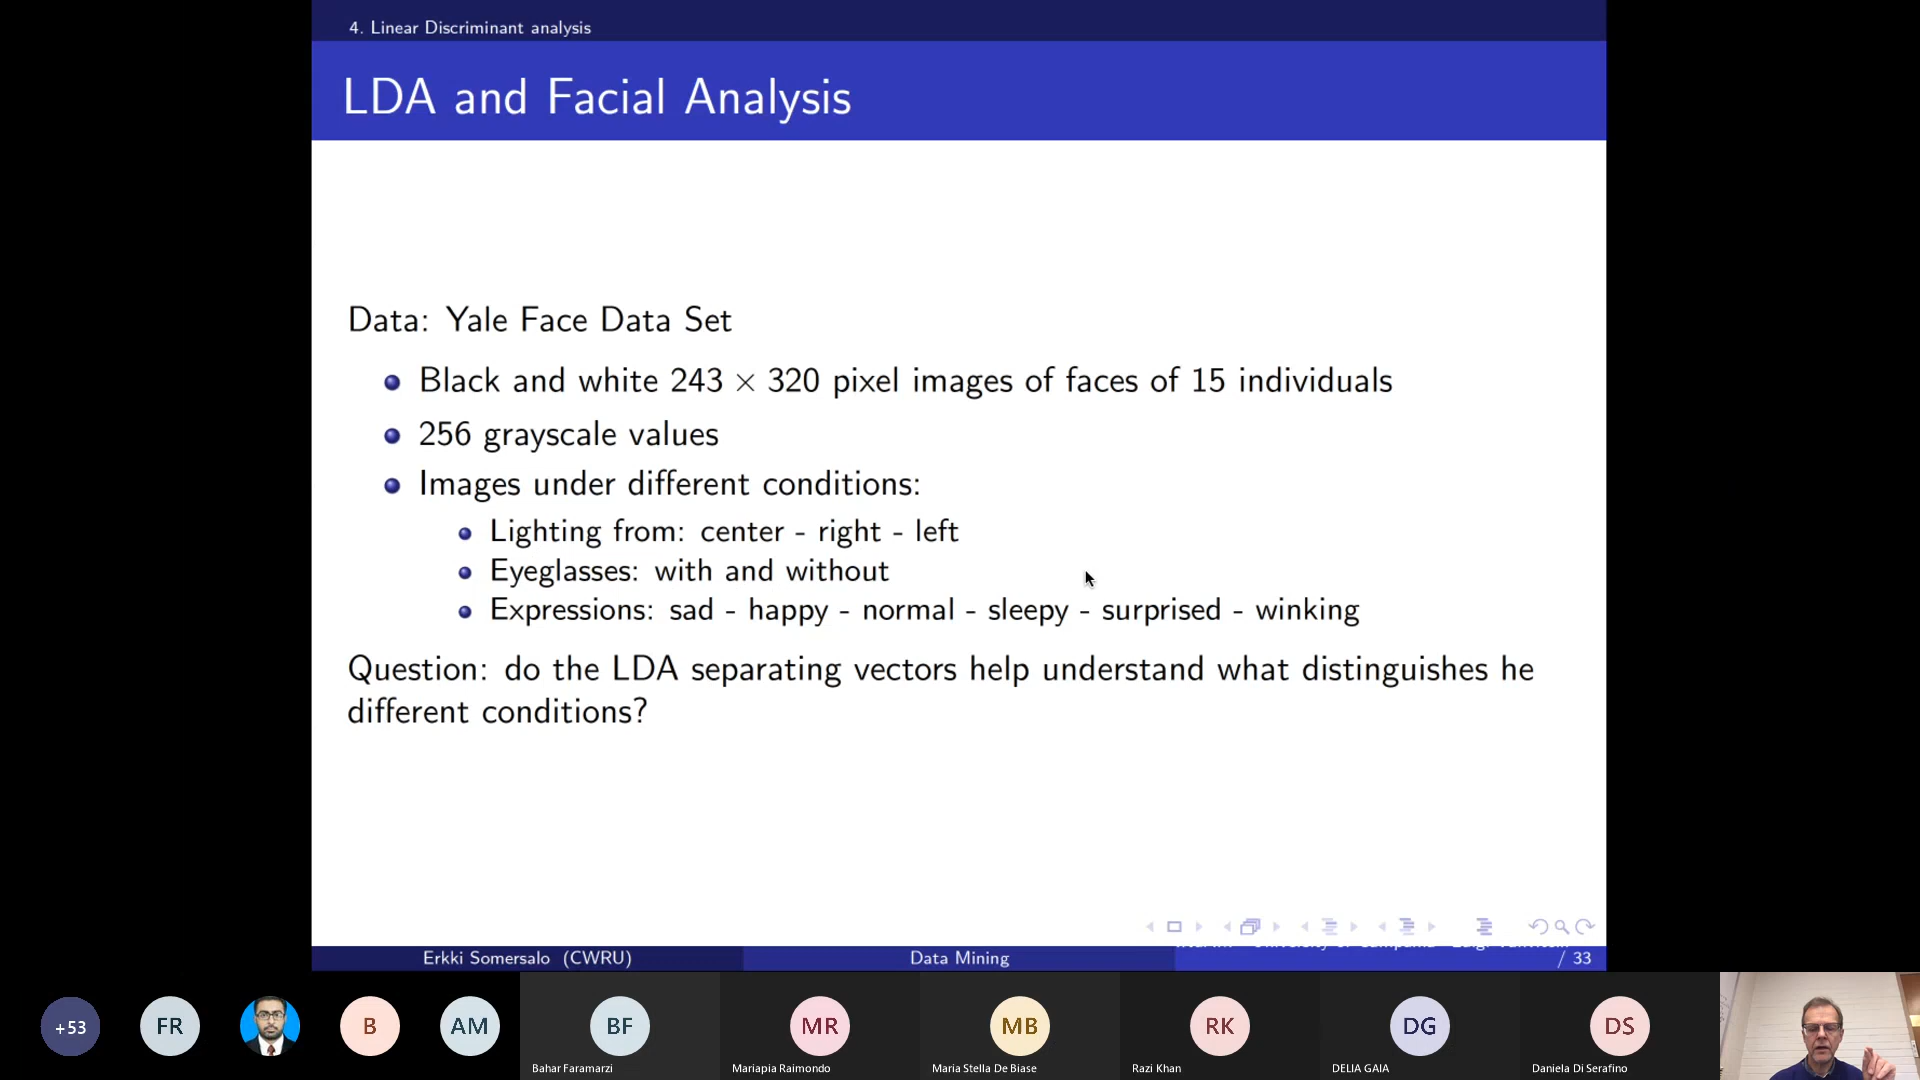 4. Linear Discriminant analysis
LDA and Facial Analysis
Data: Yale Face Data Set
Black and white 243 × 320 pixel images of faces of 15 individuals
256 grayscale values
Images under different conditions:
Lighting from: center - right - left
Eyeglasses: with and without
Expressions: sad - happy - normal - sleepy - surprised - winking
Question: do the LDA separating vectors help understand what distinguishes he
different conditions?
Erkki Somersalo (CWRU)
Data Mining
/ 33
+53
FR
B
AM
BF
MR
MB
RK
DG
DS
Bahar Faramarzi
Mariapia Raimondo
Maria Stella De Biase
Razi Khan
DELIA GAIA
Daniela Di Serafino